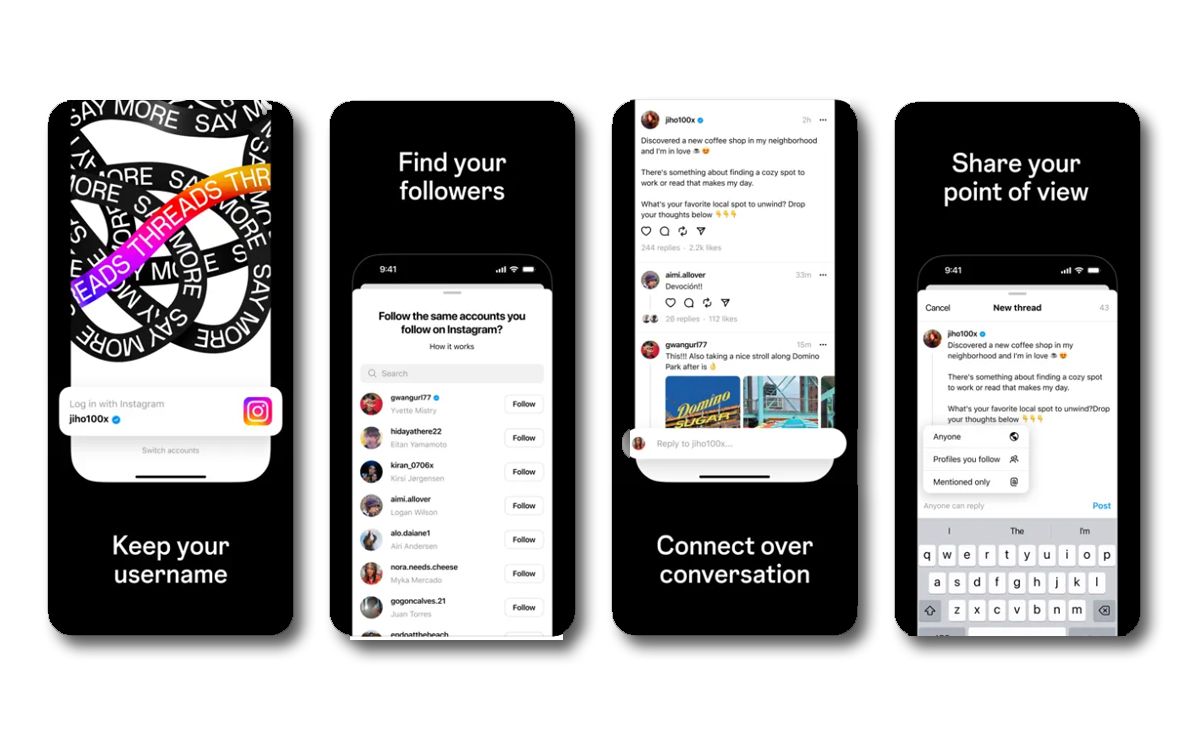 SAY MORE SAY MORE
SAY MORE
THREADS THREADS THR
SAY MORE
SAY MORE
Log in with Instagram
jiho100x
Switch accounts
Keep your
username
Find your
followers
9:41
Follow the same accounts you
follow on Instagram?
How it works
Search
gwangurl77
Yvette Mistry
Follow
hidayathere22
Eitan Yamamoto
Follow
kiran_0706x
Kirsi Jørgensen
Follow
aimi.allover
Logan Wilson
Follow
alo.daiane1
Airi Andersen
Follow
nora.needs.cheese
Myka Mercado
Follow
gogoncalves.21
Juan Torres
Follow
endoatthebeach
jiho100x 2h
Discovered a new coffee shop in my neighborhood
and I'm in love ☕😍
There's something about finding a cozy spot to
work or read that makes my day.
What's your favorite local spot to unwind? Drop
your thoughts below 👇👇👇
244 replies · 2.2k likes
aimi.allover 33m
Devoción!!
26 replies · 112 likes
gwangurl77 15m
This!!! Also taking a nice stroll along Domino
Park after is 👌
Domino
SUGAR
Reply to jiho100x...
Connect over
conversation
Share your
point of view
9:41
Cancel New thread 43
jiho100x
Discovered a new coffee shop in my
neighborhood and I'm in love ☕😍
There's something about finding a cozy spot
to work or read that makes my day.
What's your favorite local spot to unwind?Drop
your thoughts below 👇👇👇
Anyone
Profiles you follow
Mentioned only
Anyone can reply Post
I The I'm
q w e r t y u i o p
a s d f g h j k l
z x c v b n m